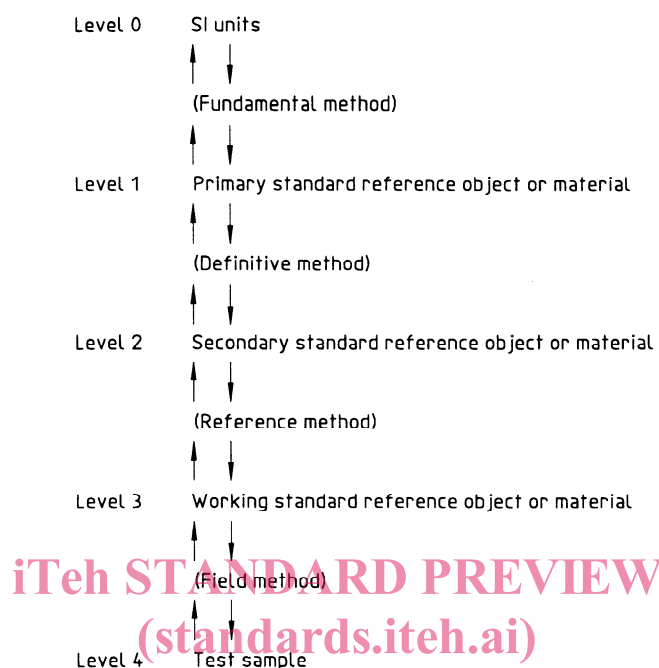 Level 0 SI units
(Fundamental method)
Level 1 Primary standard reference object or material
(Definitive method)
Level 2 Secondary standard reference object or material
(Reference method)
Level 3 Working standard reference object or material
iTeh STANDARD PREVIEW
(Field method)
(standards.iteh.ai)
Level 4 Test sample